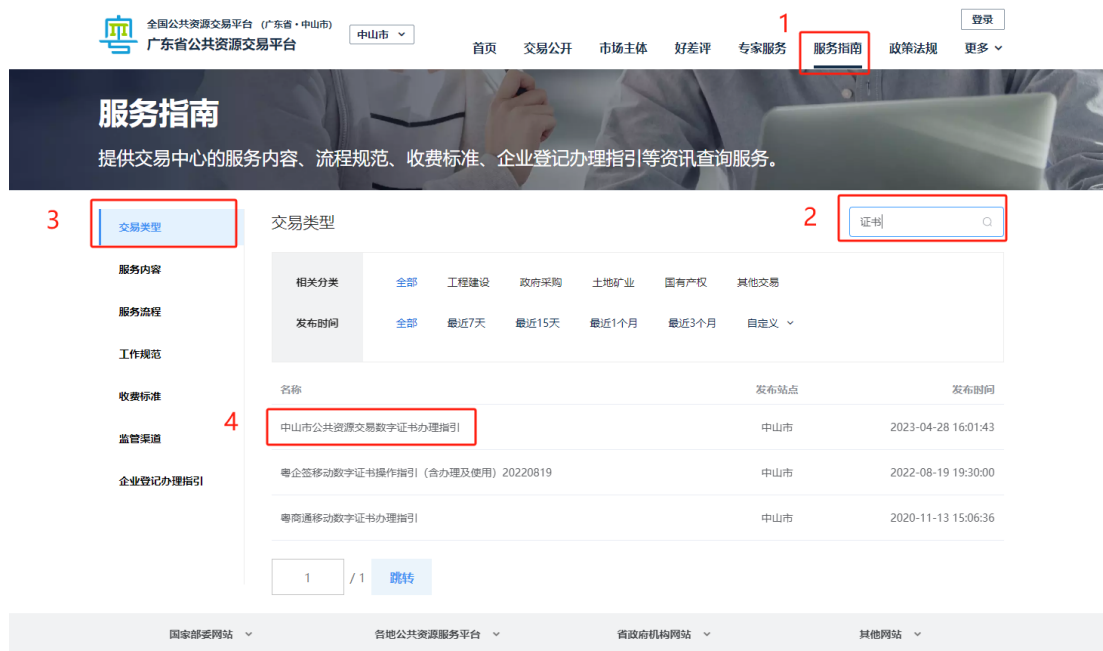 全国公共资源交易平台 (广东省·中山市)
广东省公共资源交易平台
中山市
登录
1
首页 交易公开 市场主体 好差评 专家服务 服务指南 政策法规 更多
服务指南
提供交易中心的服务内容、流程规范、收费标准、企业登记办理指引等资讯查询服务。
3
交易类型
服务内容
服务流程
工作规范
收费标准
监管渠道
企业登记办理指引
交易类型
2
证书
相关分类 全部 工程建设 政府采购 土地矿业 国有产权 其他交易
发布时间 全部 最近7天 最近15天 最近1个月 最近3个月 自定义
名称 发布站点 发布时间
4
中山市公共资源交易数字证书办理指引 中山市 2023-04-28 16:01:43
粤企签移动数字证书操作指引（含办理及使用）20220819 中山市 2022-08-19 19:30:00
粤商通移动数字证书办理指引 中山市 2020-11-13 15:06:36
1 / 1 跳转
国家部委网站 各地公共资源服务平台 省政府机构网站 其他网站